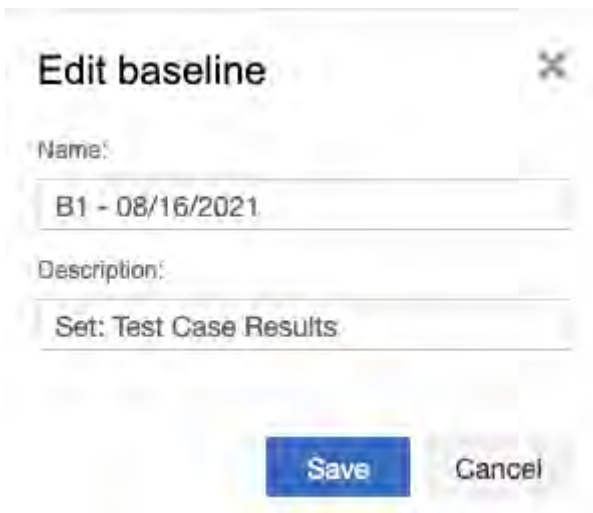 Edit baseline
Name:
B1 - 08/16/2021
Description:
Set: Test Case Results
Save Cancel